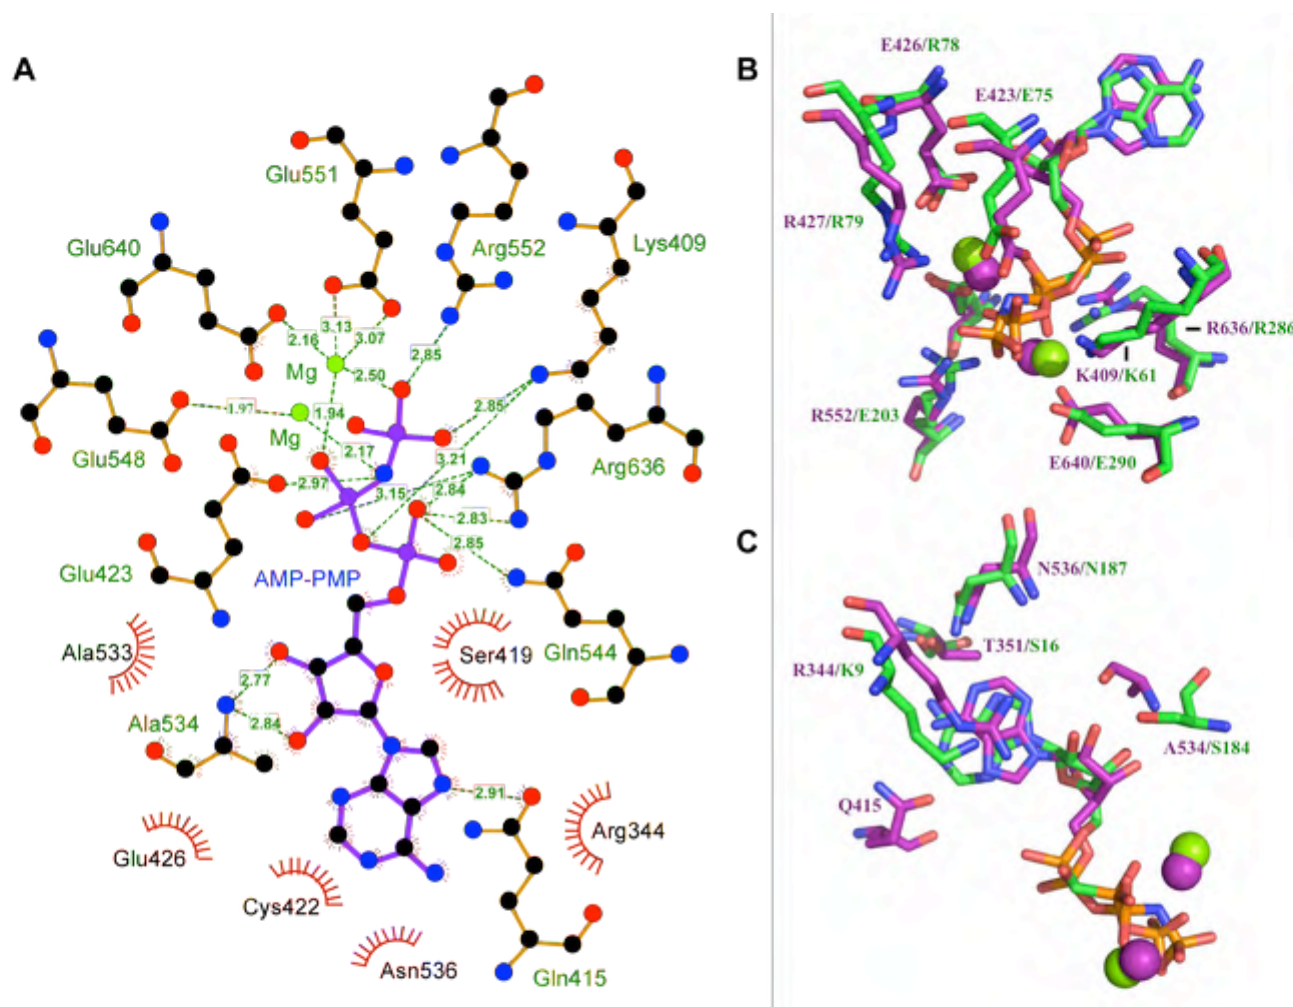 A
Glu551
Glu640
Arg552
Lys409
3.13
2.16
3.07
2.85
Mg
2.50
1.97
1.94
2.85
Mg
Glu548
2.17
3.21
Arg636
2.97
3.15
2.84
2.83
2.85
Glu423
AMP-PMP
Ala533
Ser419
Gln544
2.77
Ala534
2.84
2.91
Arg344
Glu426
Cys422
Asn536
Gln415
B
E426/R78
E423/E75
R427/R79
R636/R286
K409/K61
R552/E203
E640/E290
C
N536/N187
T351/S16
R344/K9
A534/S184
Q415